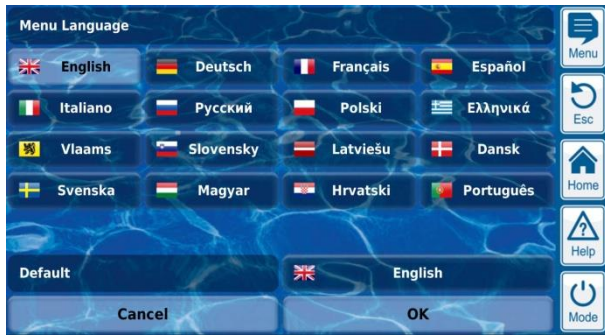 Menu Language
English Deutsch Français Español
Italiano Русский Polski Ελληνικά
Vlaams Slovensky Latviešu Dansk
Svenska Magyar Hrvatski Português
Default English
Cancel OK
Menu
Esc
Home
Help
Mode